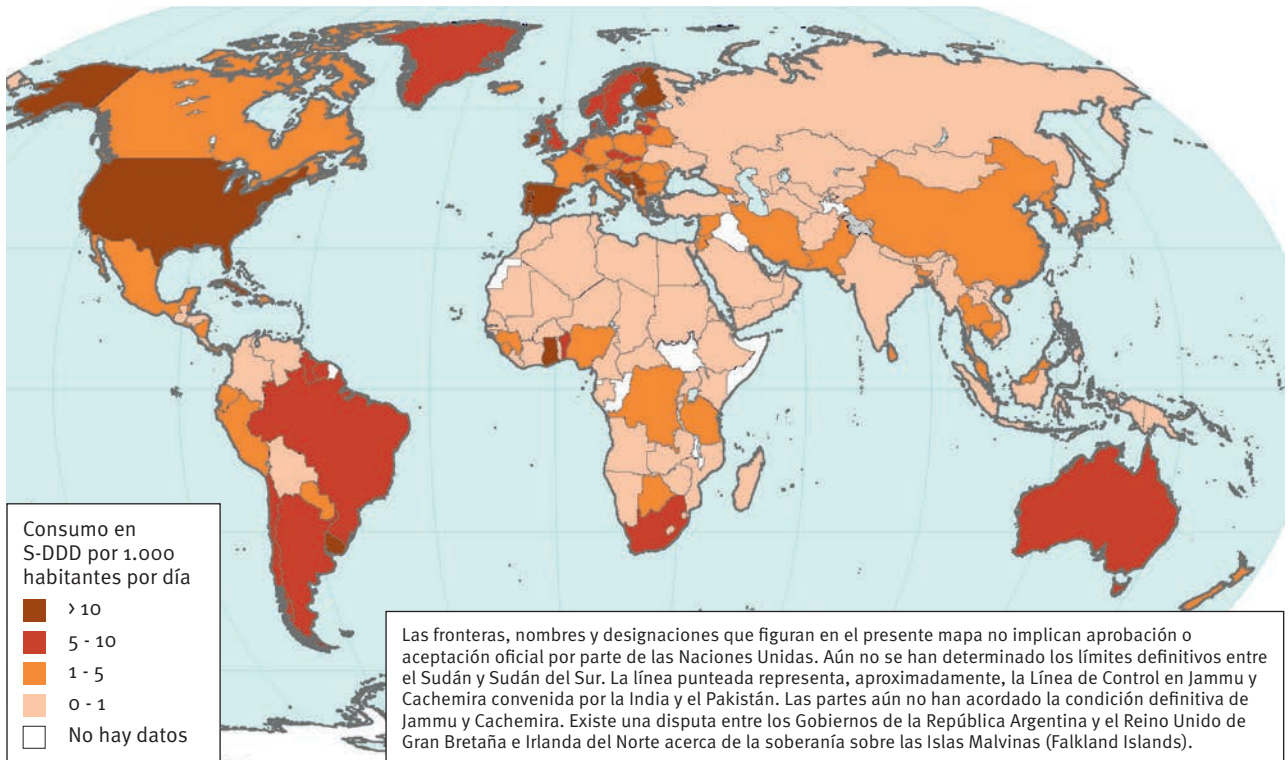 Consumo en
S-DDD por 1.000
habitantes por día
> 10
5 - 10
1 - 5
0 - 1
No hay datos
Las fronteras, nombres y designaciones que figuran en el presente mapa no implican aprobación o
aceptación oficial por parte de las Naciones Unidas. Aún no se han determinado los límites definitivos entre
el Sudán y Sudán del Sur. La línea punteada representa, aproximadamente, la Línea de Control en Jammu y
Cachemira convenida por la India y el Pakistán. Las partes aún no han acordado la condición definitiva de
Jammu y Cachemira. Existe una disputa entre los Gobiernos de la República Argentina y el Reino Unido de
Gran Bretaña e Irlanda del Norte acerca de la soberanía sobre las Islas Malvinas (Falkland Islands).